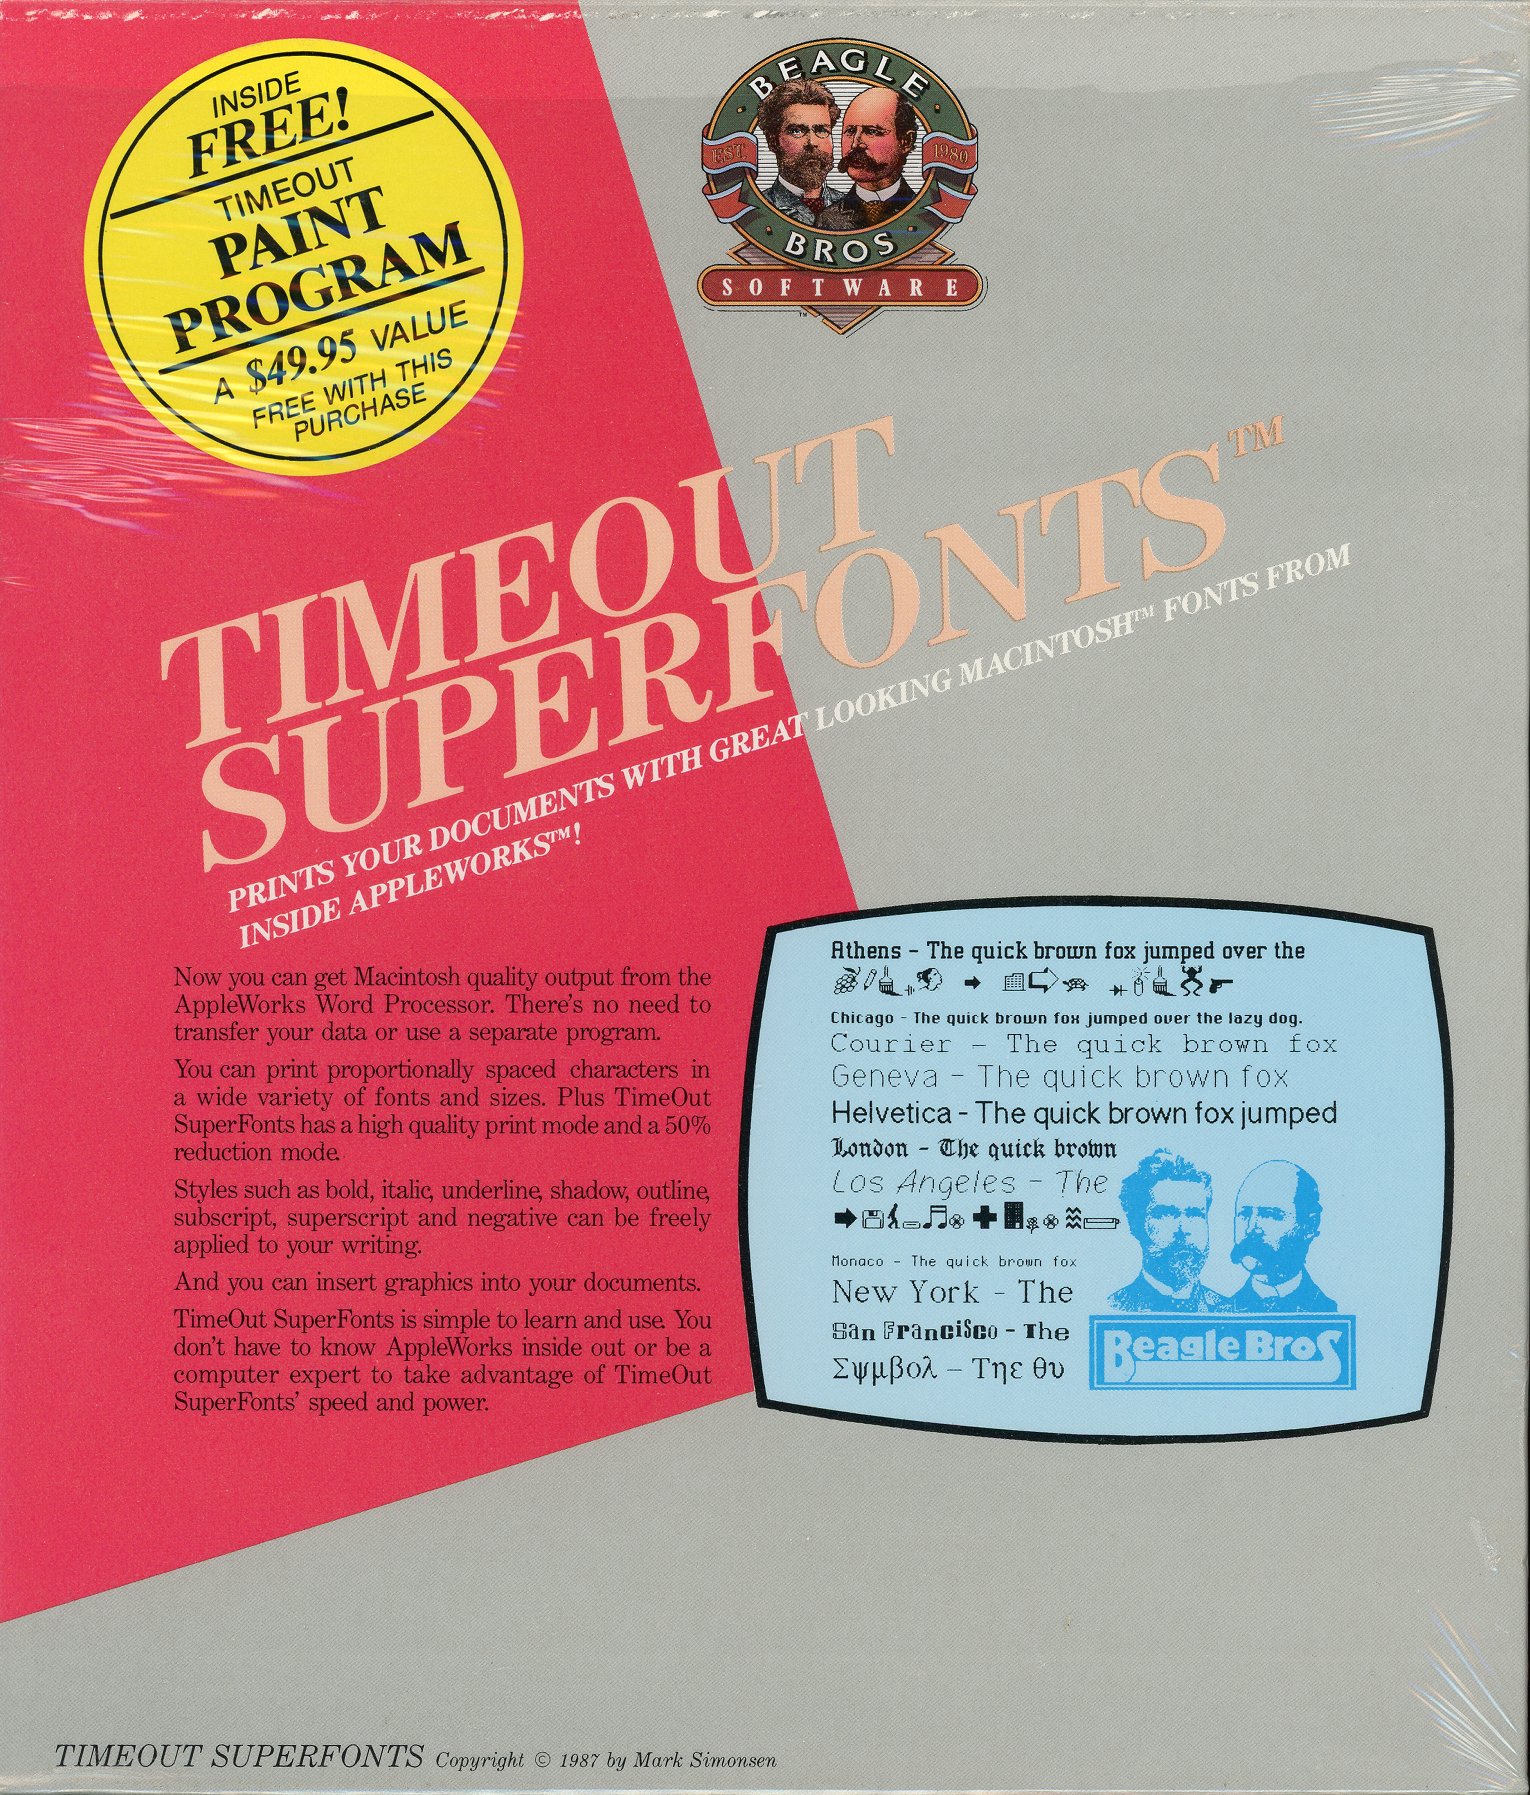 INSIDE
FREE!
TIMEOUT
PAINT
PROGRAM
A $49.95 VALUE
FREE WITH THIS
PURCHASE
BEAGLE
EST. 1980
BROS
SOFTWARE
™
TIMEOUT
SUPERFONTS™
PRINTS YOUR DOCUMENTS WITH GREAT LOOKING MACINTOSH™ FONTS FROM
INSIDE APPLEWORKS™!
Now you can get Macintosh quality output from the
AppleWorks Word Processor. There's no need to
transfer your data or use a separate program.
You can print proportionally spaced characters in
a wide variety of fonts and sizes. Plus TimeOut
SuperFonts has a high quality print mode and a 50%
reduction mode.
Styles such as bold, italic, underline, shadow, outline,
subscript, superscript and negative can be freely
applied to your writing.
And you can insert graphics into your documents.
TimeOut SuperFonts is simple to learn and use. You
don't have to know AppleWorks inside out or be a
computer expert to take advantage of TimeOut
SuperFonts' speed and power.
Athens - The quick brown fox jumped over the
Chicago - The quick brown fox jumped over the lazy dog.
Courier - The quick brown fox
Geneva - The quick brown fox
Helvetica - The quick brown fox jumped
London - The quick brown
Los Angeles - The
Monaco - The quick brown fox
New York - The
San Francisco - The
Σψμβολ – Τηε θυ
Beagle Bros
TIMEOUT SUPERFONTS Copyright © 1987 by Mark Simonsen